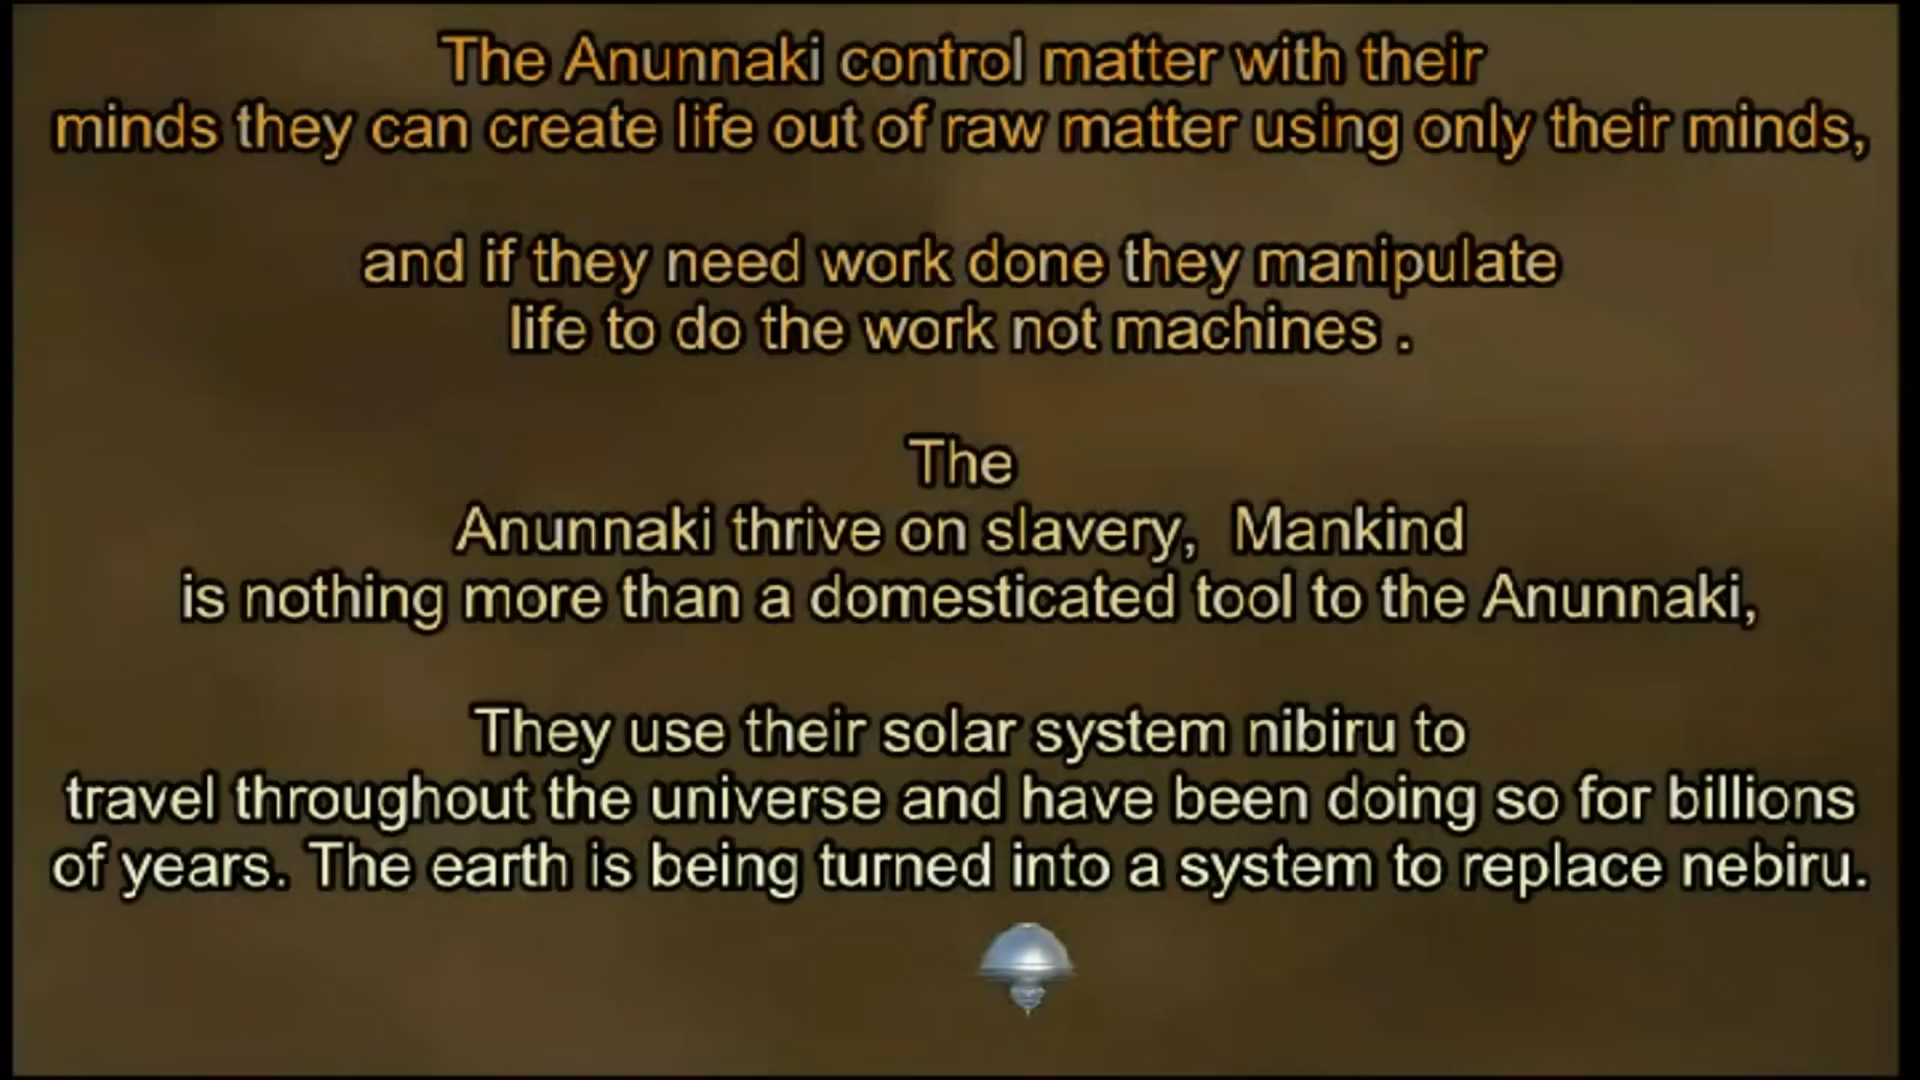 The Anunnaki control matter with their
minds they can create life out of raw matter using only their minds,
and if they need work done they manipulate
life to do the work not machines .
The
Anunnaki thrive on slavery, Mankind
is nothing more than a domesticated tool to the Anunnaki,
They use their solar system nibiru to
travel throughout the universe and have been doing so for billions
of years. The earth is being turned into a system to replace nebiru.